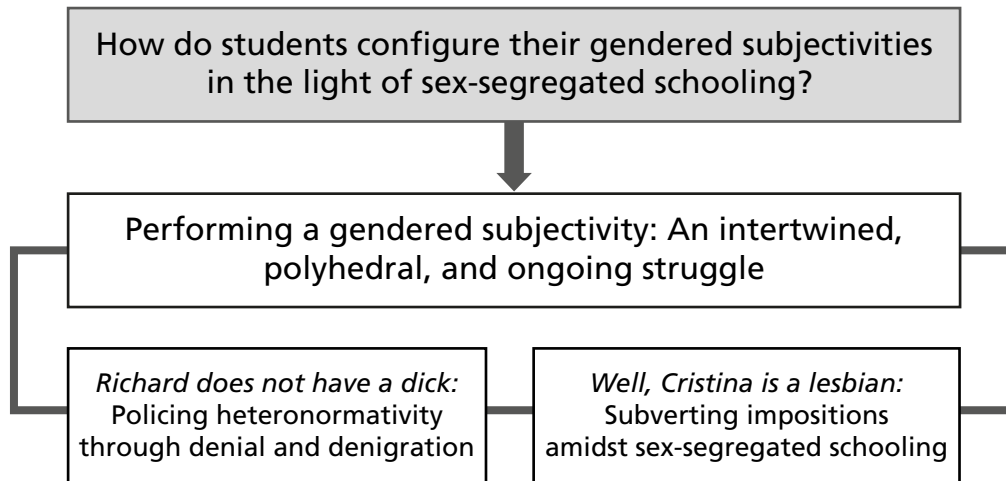 How do students configure their gendered subjectivities
in the light of sex-segregated schooling?
Performing a gendered subjectivity: An intertwined,
polyhedral, and ongoing struggle
Richard does not have a dick:
Policing heteronormativity
through denial and denigration
Well, Cristina is a lesbian:
Subverting impositions
amidst sex-segregated schooling